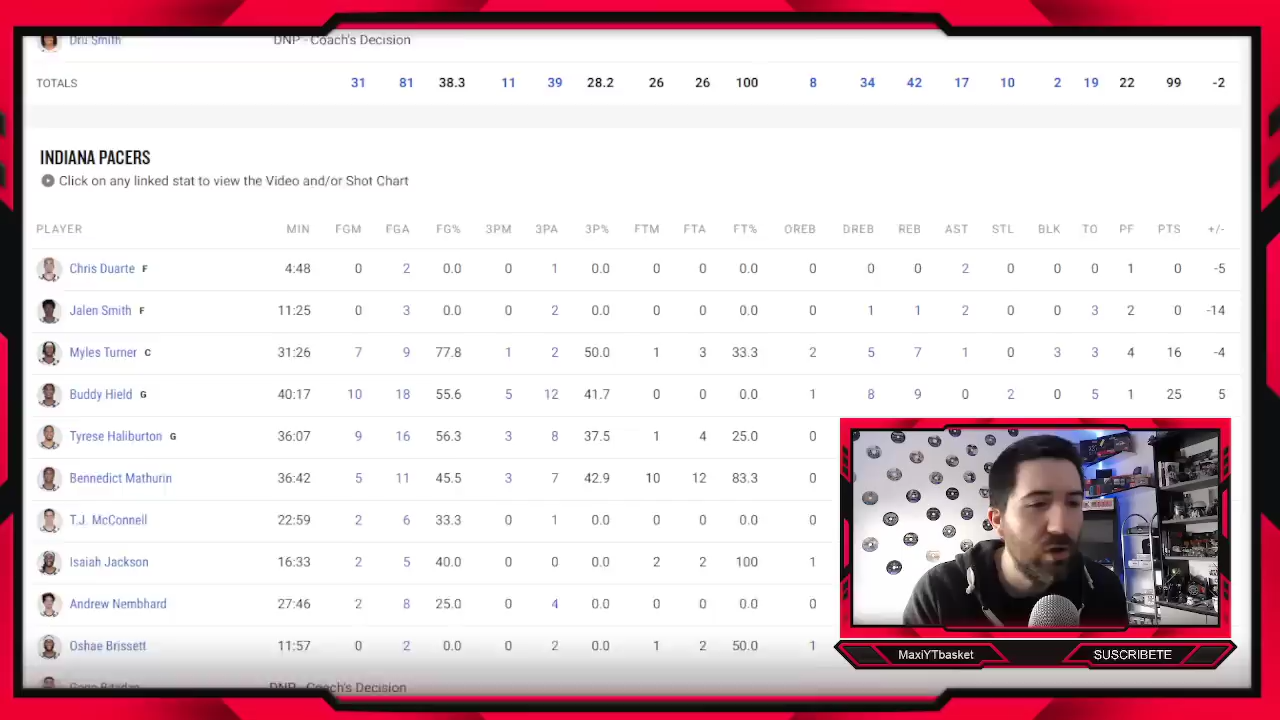 Dru Smith DNP - Coach's Decision
TOTALS 31 81 38.3 11 39 28.2 26 26 100 8 34 42 17 10 2 19 22 99 -2
INDIANA PACERS
Click on any linked stat to view the Video and/or Shot Chart
PLAYER MIN FGM FGA FG% 3PM 3PA 3P% FTM FTA FT% OREB DREB REB AST STL BLK TO PF PTS +/-
Chris Duarte F 4:48 0 2 0.0 0 1 0.0 0 0 0.0 0 0 0 2 0 0 0 1 0 -5
Jalen Smith F 11:25 0 3 0.0 0 2 0.0 0 0 0.0 0 1 1 2 0 0 3 2 0 -14
Myles Turner C 31:26 7 9 77.8 1 2 50.0 1 3 33.3 2 5 7 1 0 3 3 4 16 -4
Buddy Hield G 40:17 10 18 55.6 5 12 41.7 0 0 0.0 1 8 9 0 2 0 5 1 25 5
Tyrese Haliburton G 36:07 9 16 56.3 3 8 37.5 1 4 25.0 0
Bennedict Mathurin 36:42 5 11 45.5 3 7 42.9 10 12 83.3 0
T.J. McConnell 22:59 2 6 33.3 0 1 0.0 0 0 0.0 0
Isaiah Jackson 16:33 2 5 40.0 0 0 0.0 2 2 100 1
Andrew Nembhard 27:46 2 8 25.0 0 4 0.0 0 0 0.0 0
Oshae Brissett 11:57 0 2 0.0 0 2 0.0 1 2 50.0 1
DNP - Coach's Decision
MaxiYTbasket
SUSCRIBETE